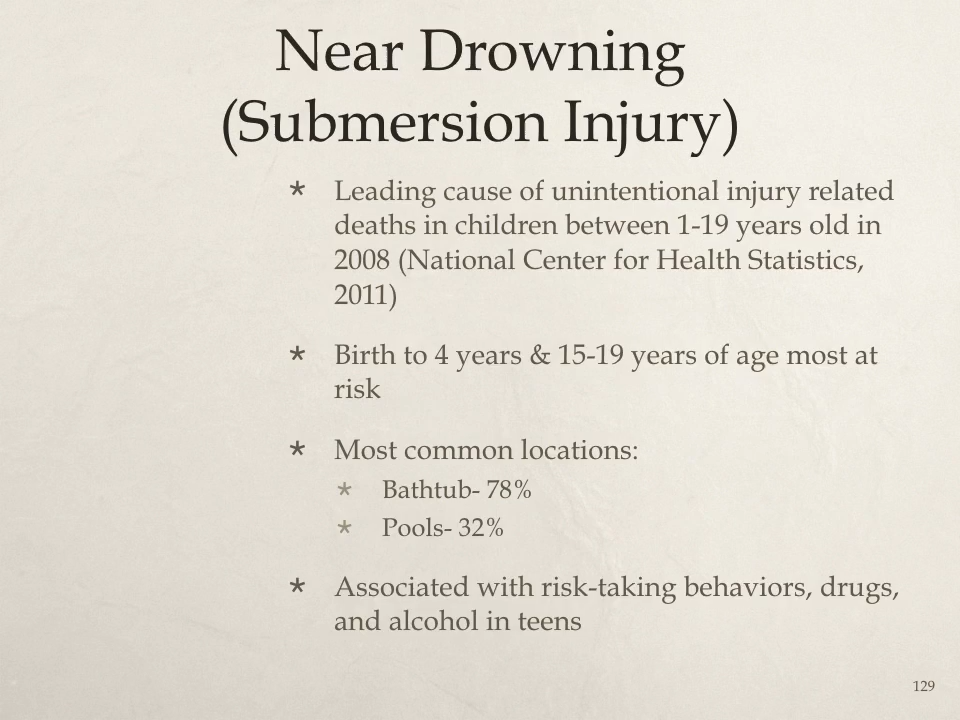 Near Drowning
(Submersion Injury)
* Leading cause of unintentional injury related
deaths in children between 1-19 years old in
2008 (National Center for Health Statistics,
2011)
* Birth to 4 years & 15-19 years of age most at
risk
* Most common locations:
* Bathtub- 78%
* Pools- 32%
* Associated with risk-taking behaviors, drugs,
and alcohol in teens
129